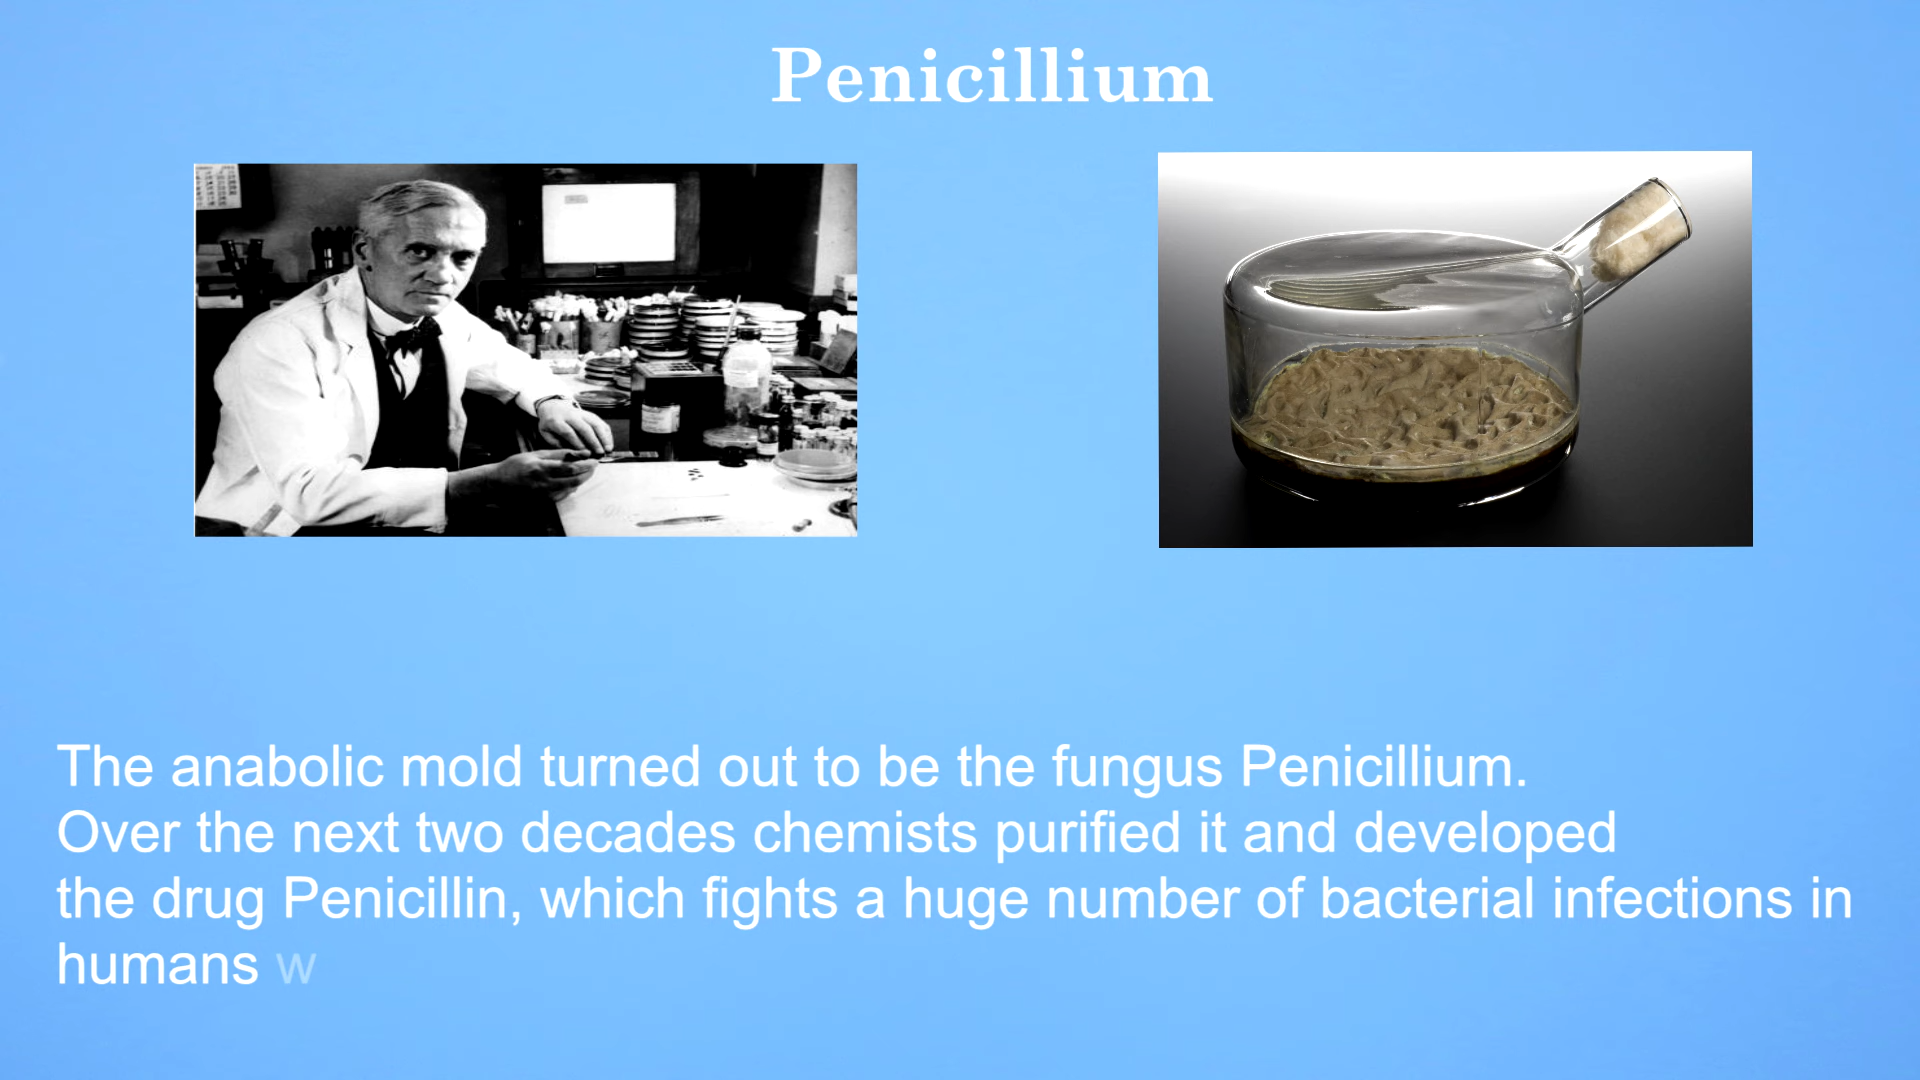 Penicillium
The anabolic mold turned out to be the fungus Penicillium.
Over the next two decades chemists purified it and developed
the drug Penicillin, which fights a huge number of bacterial infections in
humans w